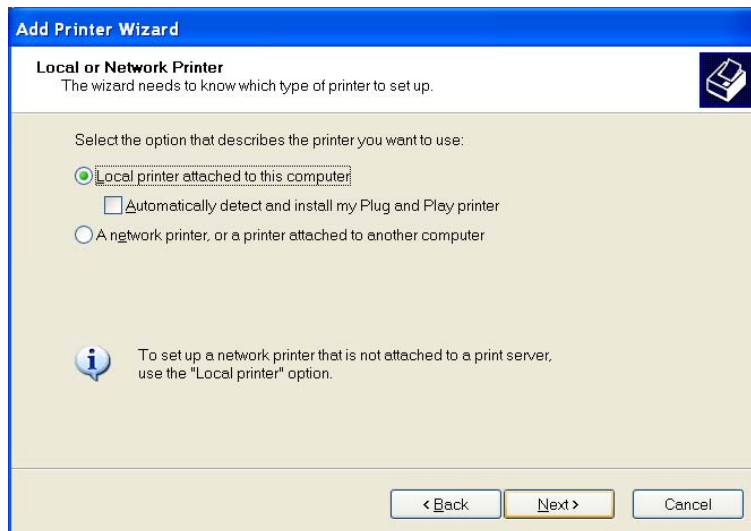 Add Printer Wizard
Local or Network Printer
The wizard needs to know which type of printer to set up.
Select the option that describes the printer you want to use:
Local printer attached to this computer
Automatically detect and install my Plug and Play printer
A network printer, or a printer attached to another computer
To set up a network printer that is not attached to a print server,
use the "Local printer" option.
< Back Next > Cancel